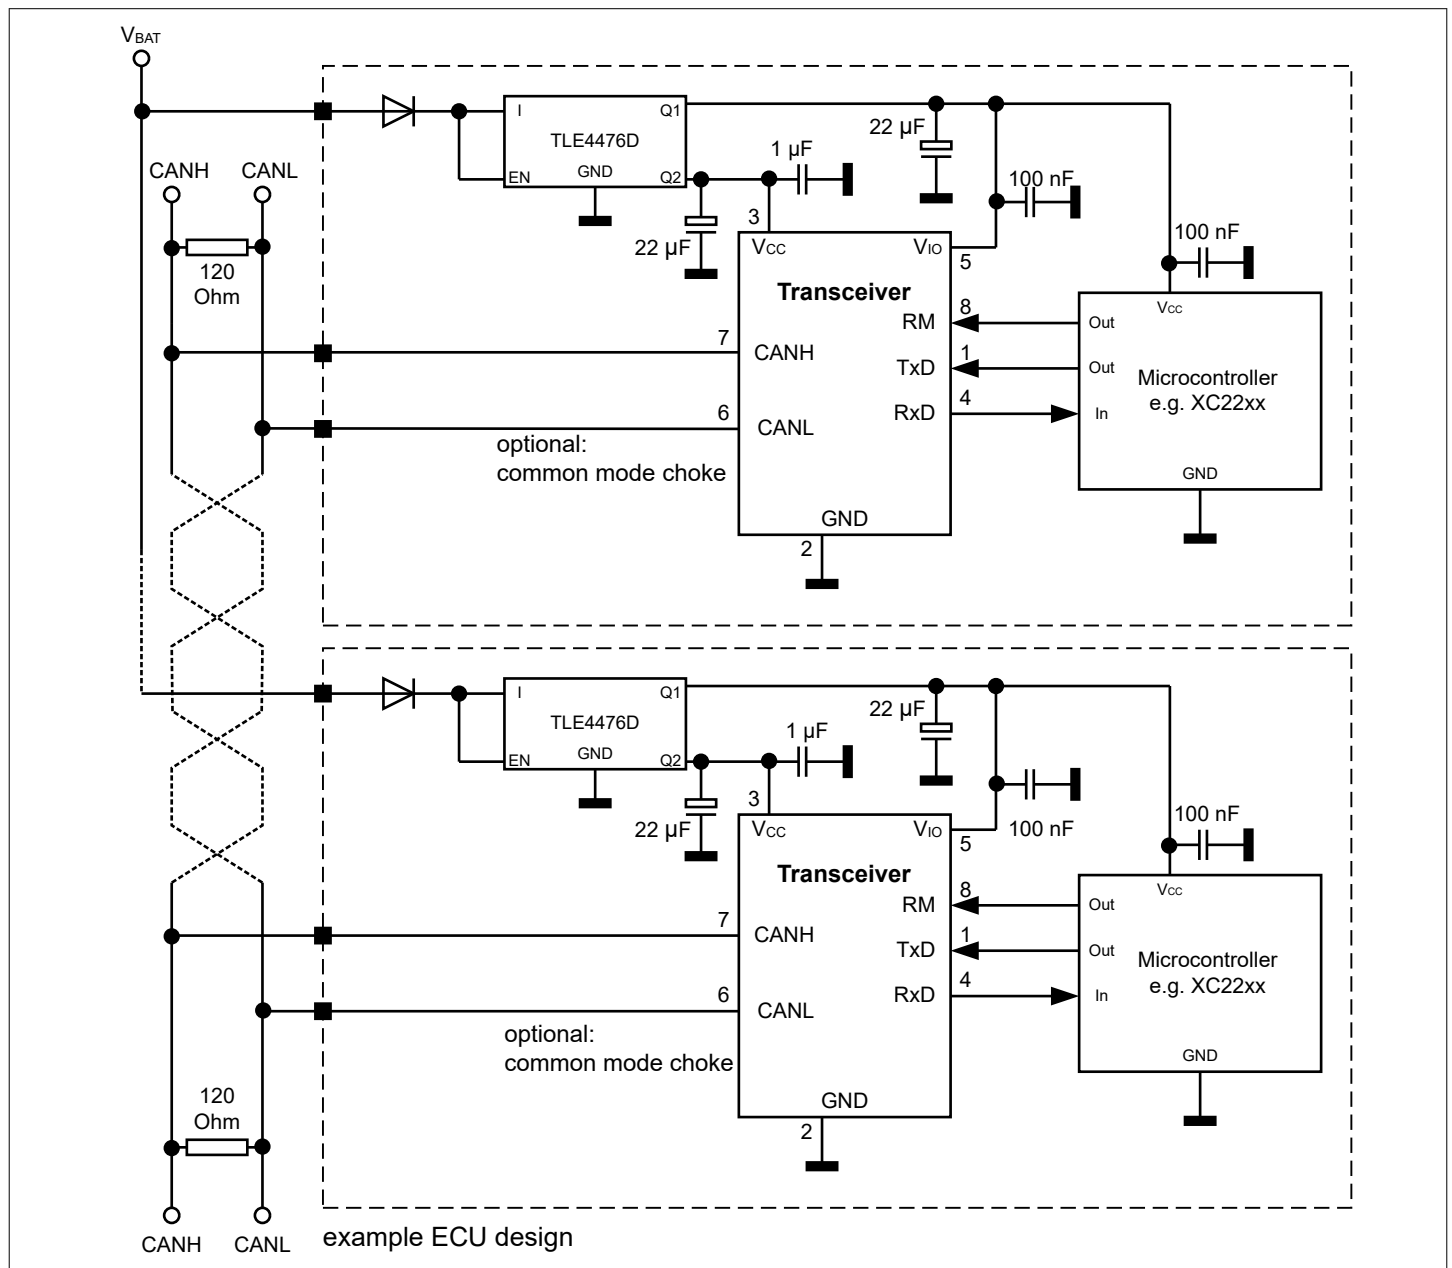 VBAT
CANH
CANL
120
Ohm
I
Q1
TLE4476D
EN
GND
Q2
22 µF
1 µF
22 µF
100 nF
100 nF
3
VCC
VIO
5
Transceiver
RM
8
7
CANH
TxD
1
RxD
4
6
CANL
optional:
common mode choke
GND
2
Vcc
Out
Out
Microcontroller
e.g. XC22xx
In
GND
I
Q1
TLE4476D
EN
GND
Q2
22 µF
1 µF
22 µF
100 nF
100 nF
3
VCC
VIO
5
Transceiver
RM
8
7
CANH
TxD
1
RxD
4
6
CANL
optional:
common mode choke
GND
2
Vcc
Out
Out
Microcontroller
e.g. XC22xx
In
GND
120
Ohm
CANH
CANL
example ECU design